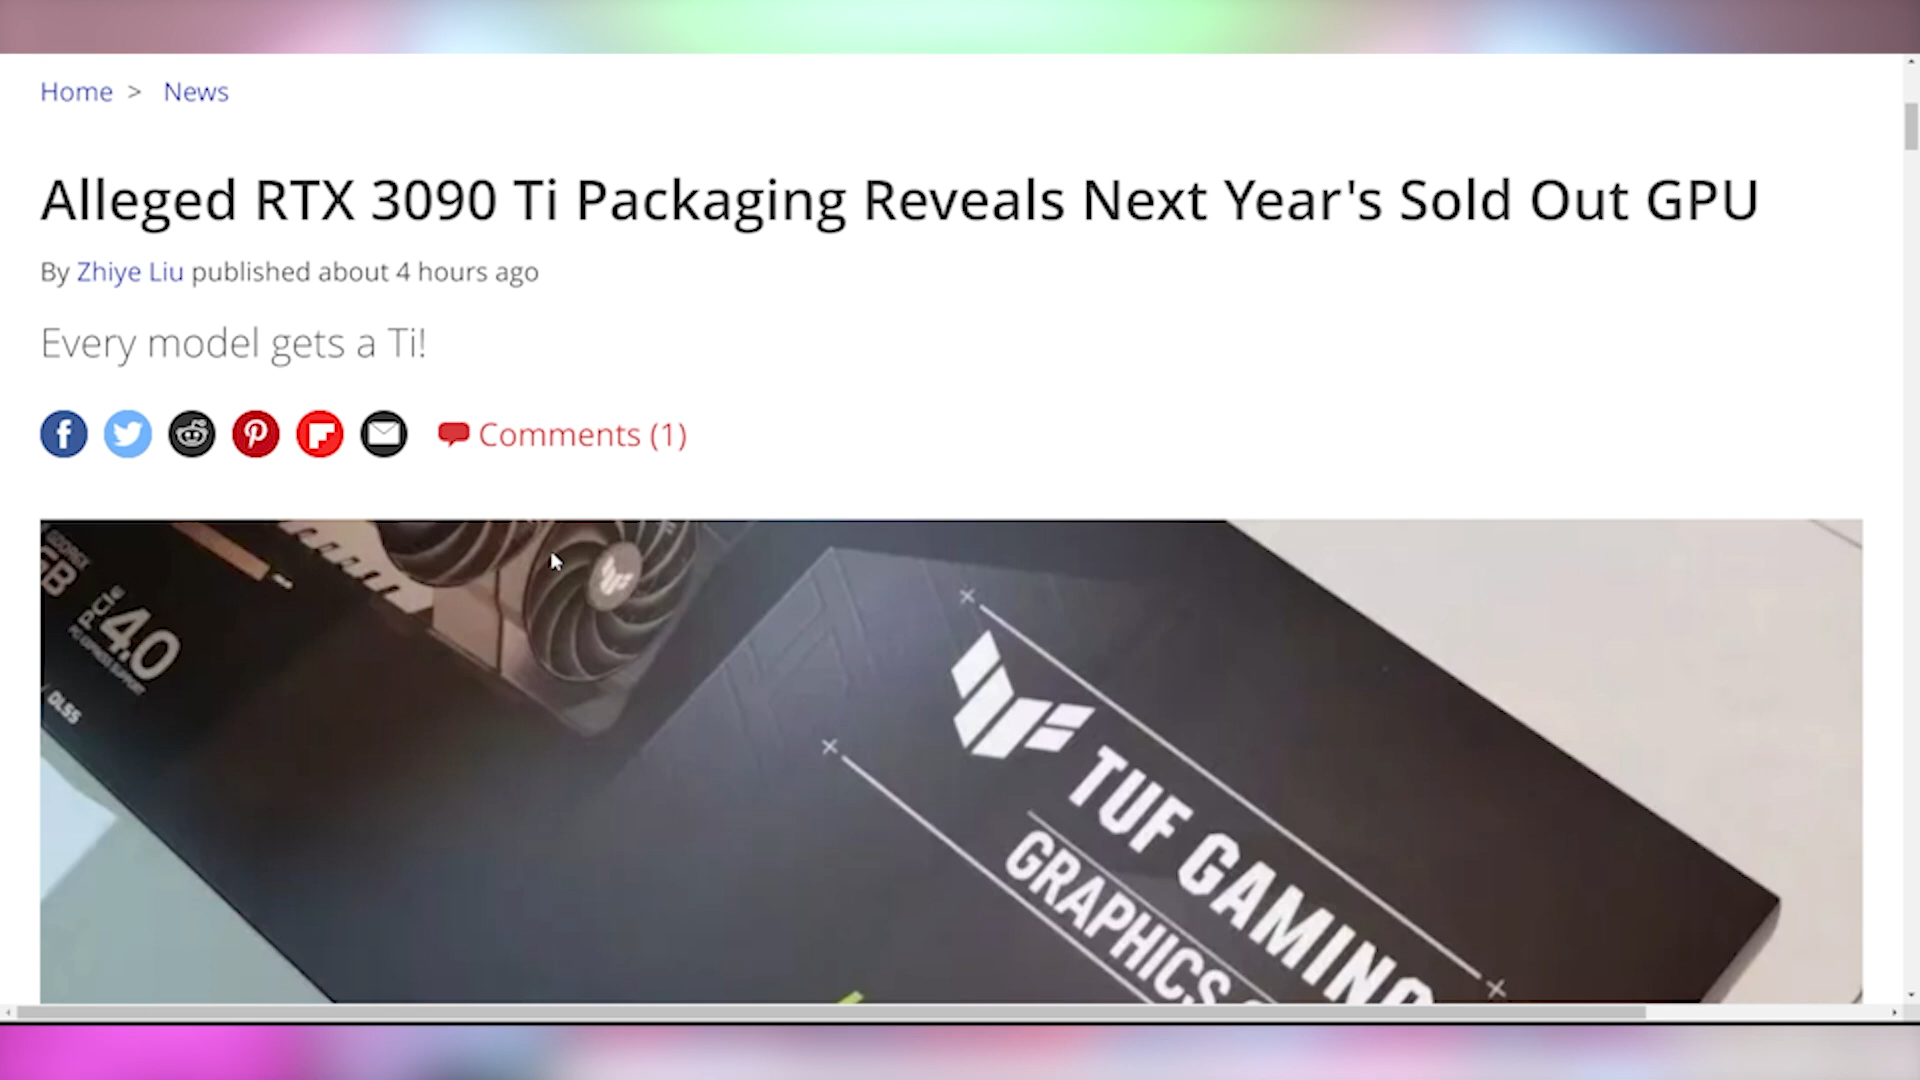 Home > News
Alleged RTX 3090 Ti Packaging Reveals Next Year's Sold Out GPU
By Zhiye Liu published about 4 hours ago
Every model gets a Ti!
Comments (1)
PCIe
4.0
DLSS
TUF GAMING
GRAPHICS